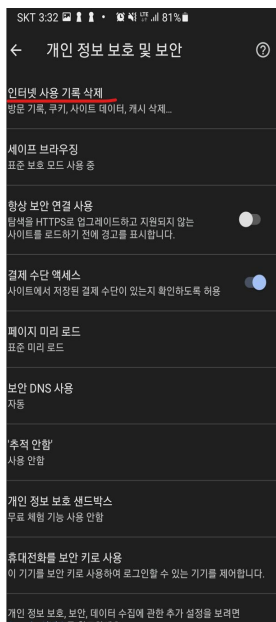 SKT 3:32
81%
개인 정보 보호 및 보안
인터넷 사용 기록 삭제
방문 기록, 쿠키, 사이트 데이터, 캐시 삭제...
세이프 브라우징
표준 보호 모드 사용 중
항상 보안 연결 사용
탐색을 HTTPS로 업그레이드하고 지원되지 않는
사이트를 로드하기 전에 경고를 표시합니다.
결제 수단 액세스
사이트에서 저장된 결제 수단이 있는지 확인하도록 허용
페이지 미리 로드
표준 미리 로드
보안 DNS 사용
자동
'추적 안함'
사용 안함
개인 정보 보호 샌드박스
무료 체험 기능 사용 안함
휴대전화를 보안 키로 사용
이 기기를 보안 키로 사용하여 로그인할 수 있는 기기를 제어합니다.
개인 정보 보호, 보안, 데이터 수집에 관한 추가 설정을 보려면